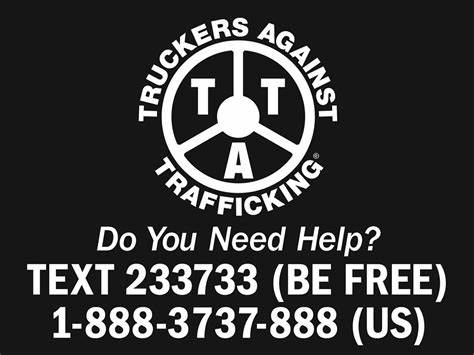 TRUCKERS AGAINST
T T
A
TRAFFICKING®
Do You Need Help?
TEXT 233733 (BE FREE)
1-888-3737-888 (US)